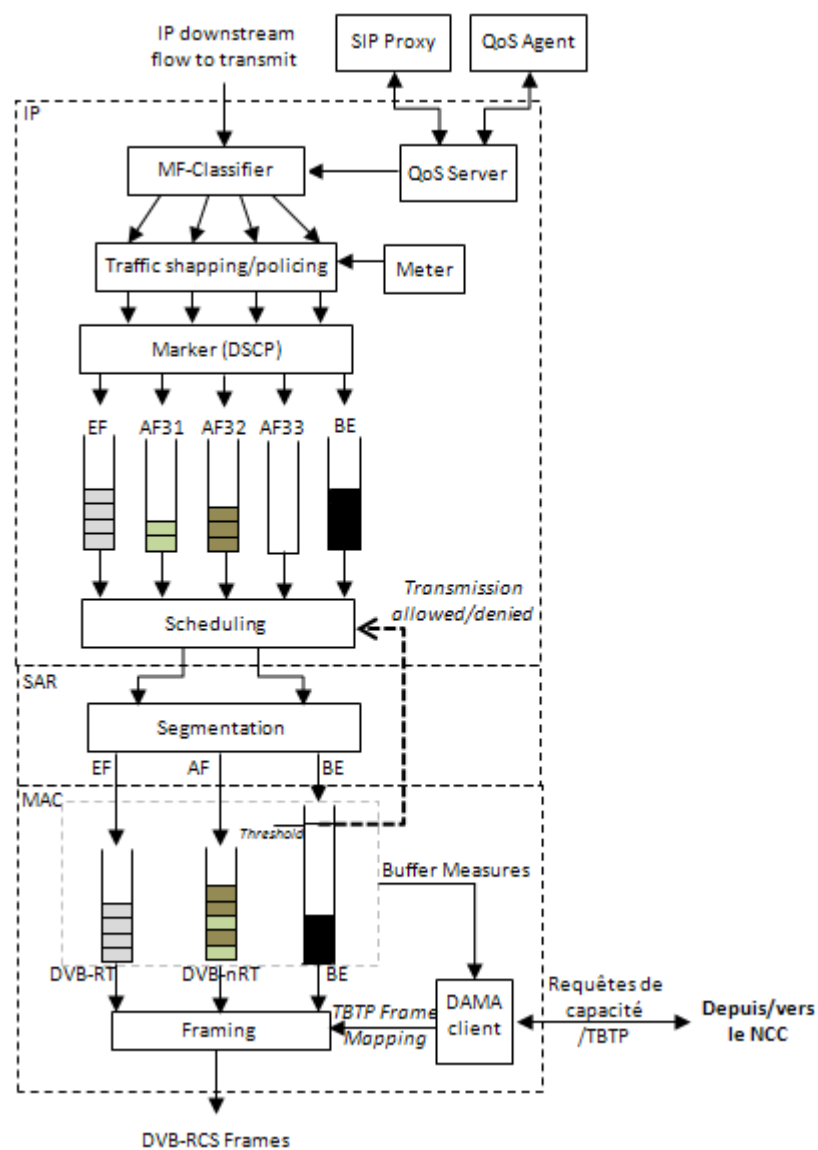 IP downstream
flow to transmit
SIP Proxy
QoS Agent
IP
MF-Classifier
QoS Server
Traffic shapping/policing
Meter
Marker (DSCP)
EF
AF31
AF32
AF33
BE
Transmission
allowed/denied
Scheduling
SAR
Segmentation
EF
AF
BE
MAC
Threshold
Buffer Measures
DVB-RT
DVB-nRT
BE
DAMA
client
TBTP Frame
Mapping
Framing
Requêtes de
capacité
/TBTP
Depuis/vers
le NCC
DVB-RCS Frames